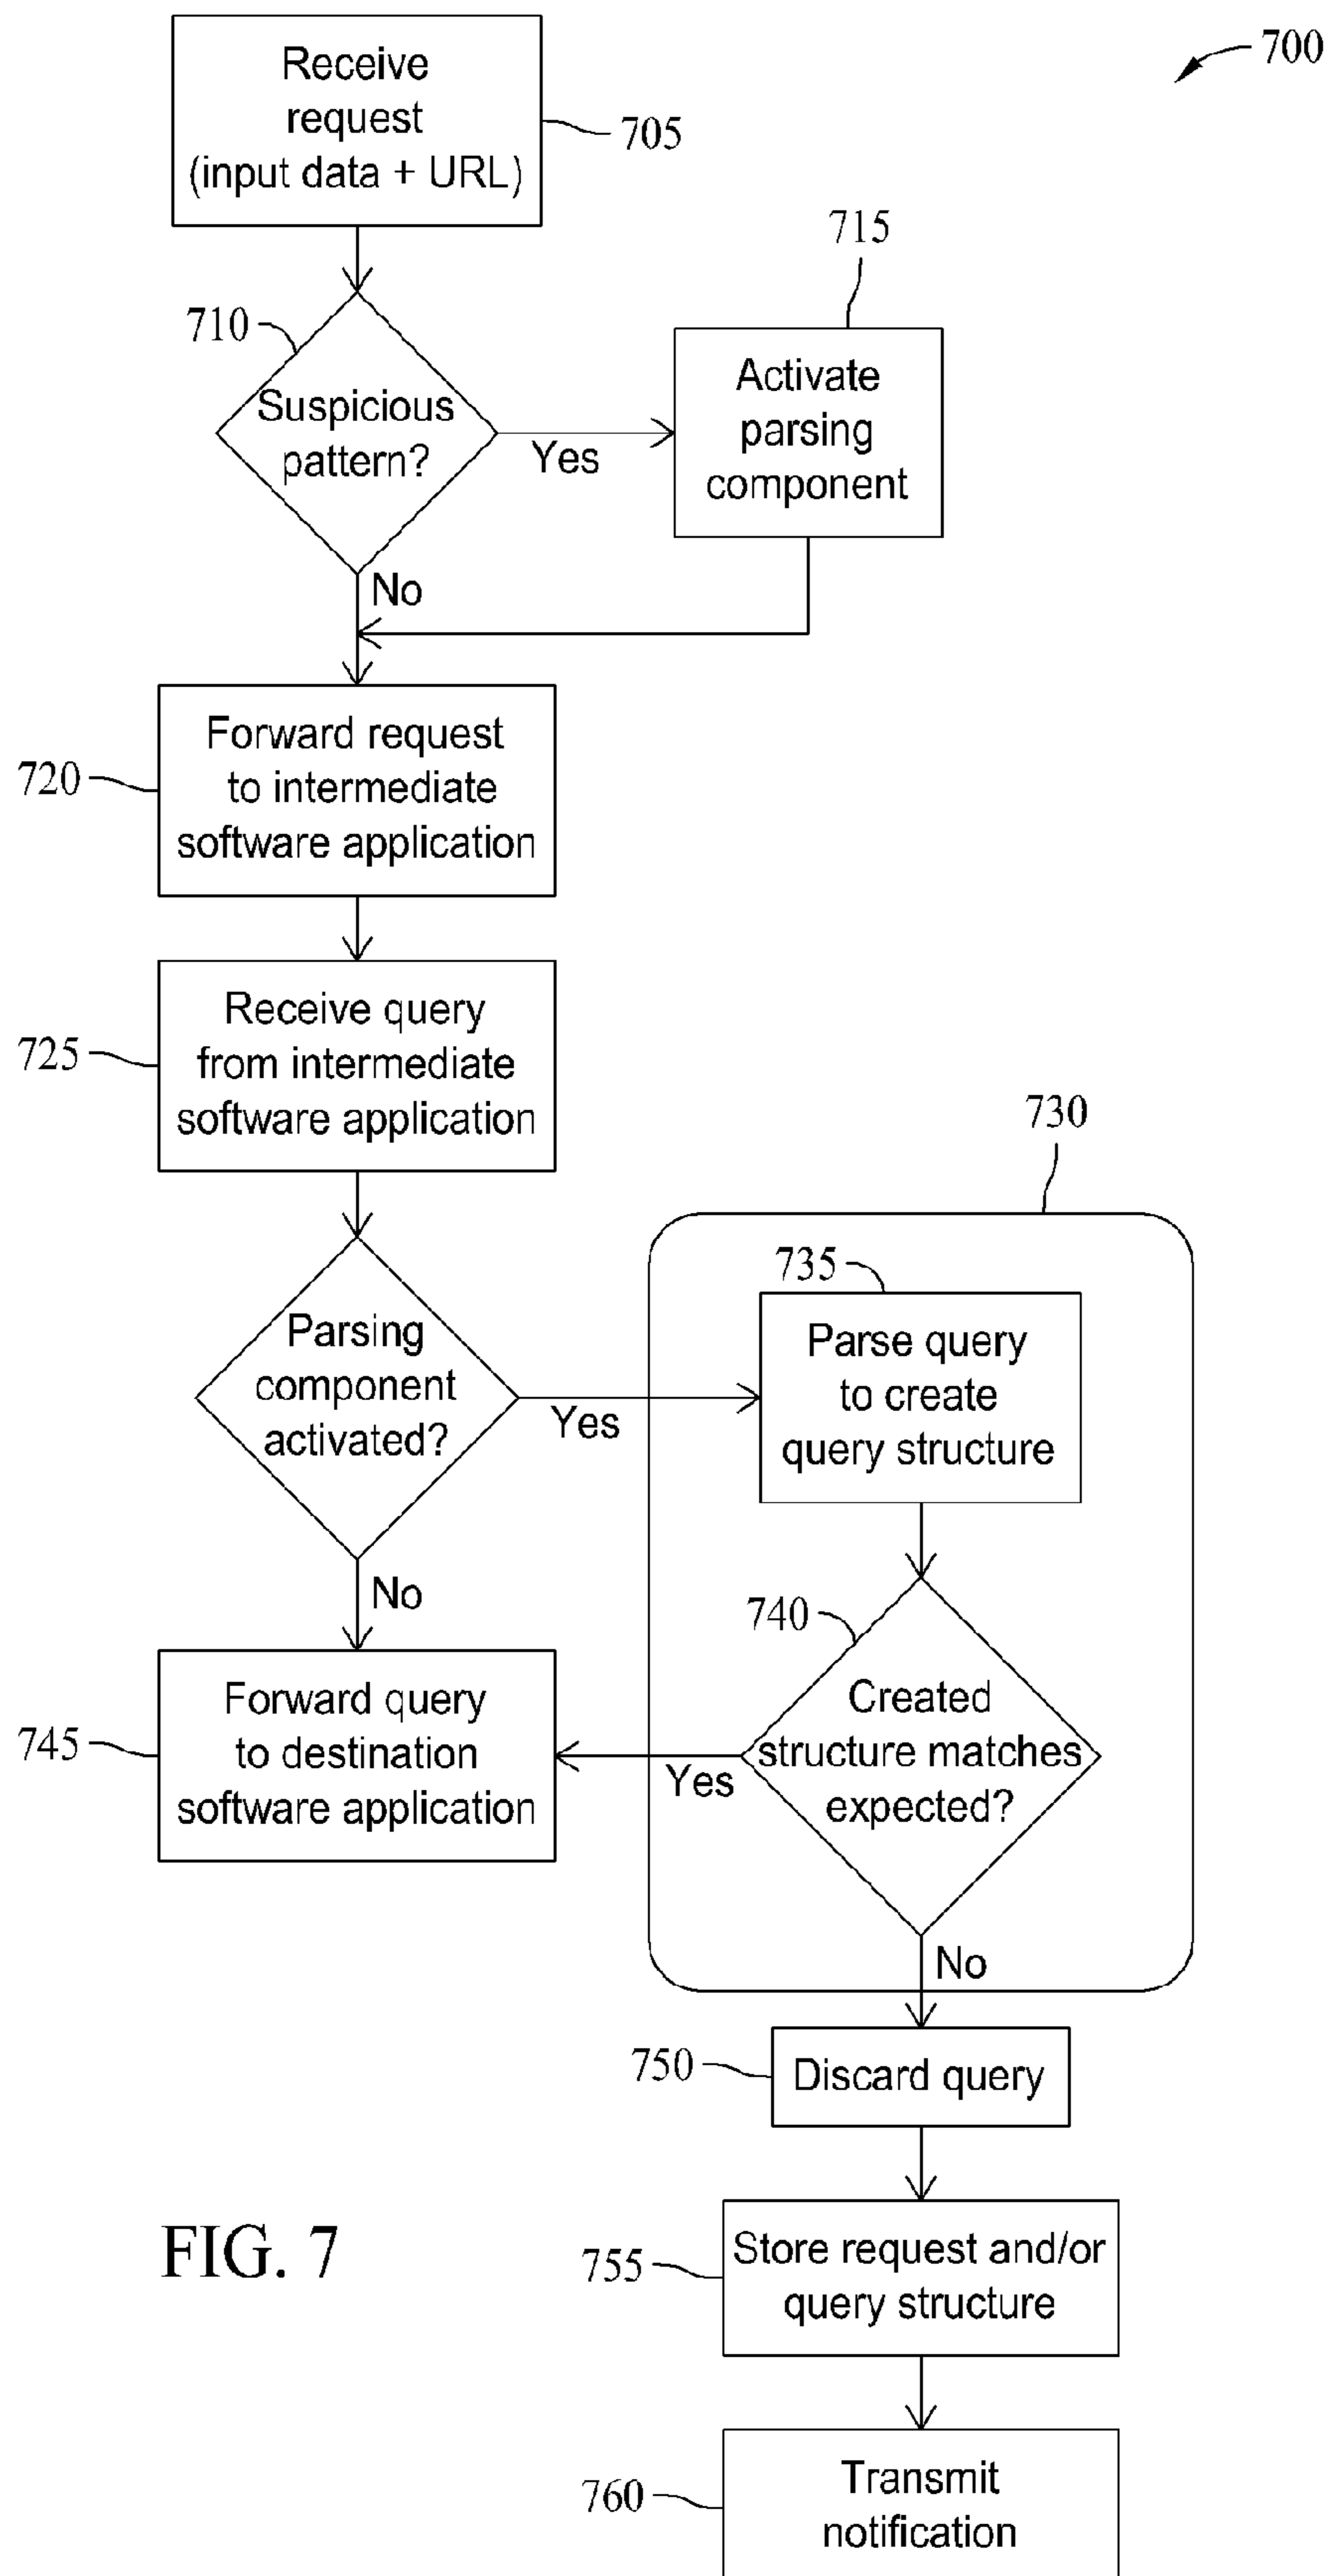 700
Receive
request
(input data + URL)
705
715
710
Suspicious
pattern?
Yes
Activate
parsing
component
No
720
Forward request
to intermediate
software application
725
Receive query
from intermediate
software application
730
735
Parsing
component
activated?
Yes
Parse query
to create
query structure
No
740
Created
structure matches
expected?
Yes
745
Forward query
to destination
software application
No
750
Discard query
755
Store request and/or
query structure
760
Transmit
notification
FIG. 7